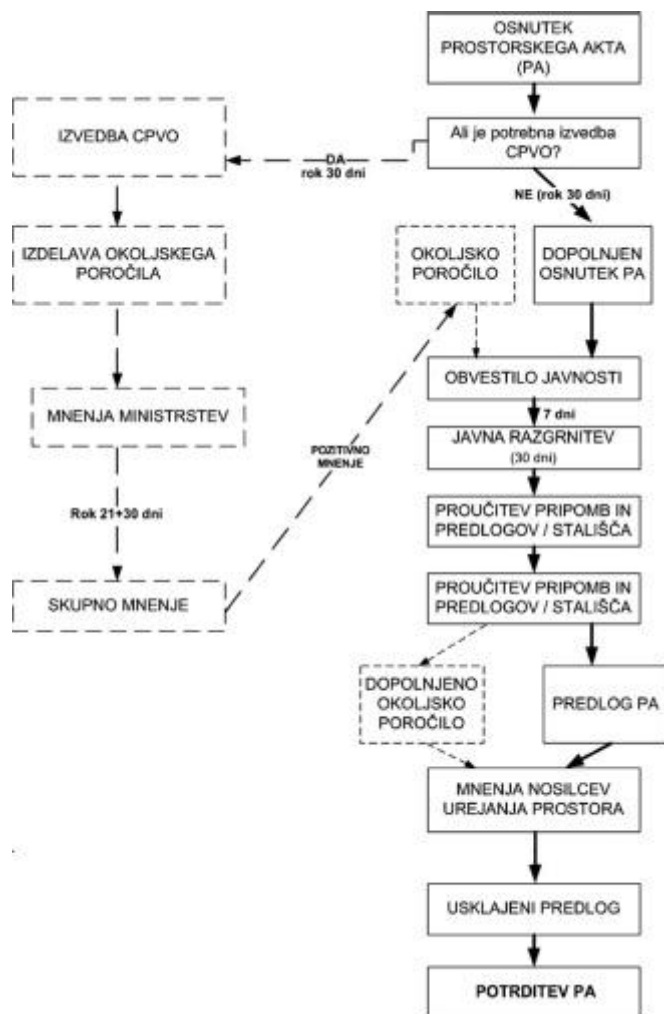 OSNUTEK
PROSTORSKEGA AKTA
(PA)
Ali je potrebna izvedba
CPVO?
IZVEDBA CPVO
DA
rok 30 dni
NE (rok 30 dni)
IZDELAVA OKOLJSKEGA
POROČILA
OKOLJSKO
POROČILO
DOPOLNJEN
OSNUTEK PA
MNENJA MINISTRSTEV
OBVESTILO JAVNOSTI
7 dni
JAVNA RAZGRNITEV
(30 dni)
POZITIVNO
MNENJE
Rok 21+30 dni
PROUČITEV PRIPOMB IN
PREDLOGOV / STALIŠČA
SKUPNO MNENJE
PROUČITEV PRIPOMB IN
PREDLOGOV / STALIŠČA
DOPOLNJENO
OKOLJSKO
POROČILO
PREDLOG PA
MNENJA NOSILCEV
UREJANJA PROSTORA
USKLAJENI PREDLOG
POTRDITEV PA